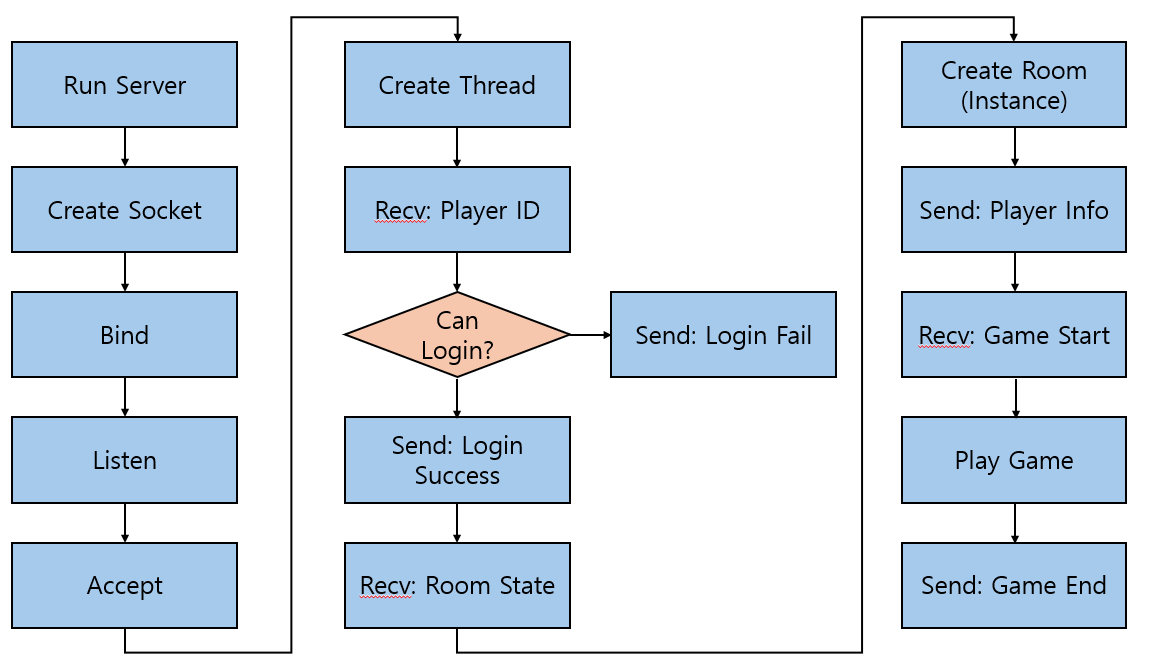 Run Server
Create Socket
Bind
Listen
Accept
Create Thread
Recv: Player ID
Can
Login?
Send: Login Fail
Send: Login
Success
Recv: Room State
Create Room
(Instance)
Send: Player Info
Recv: Game Start
Play Game
Send: Game End